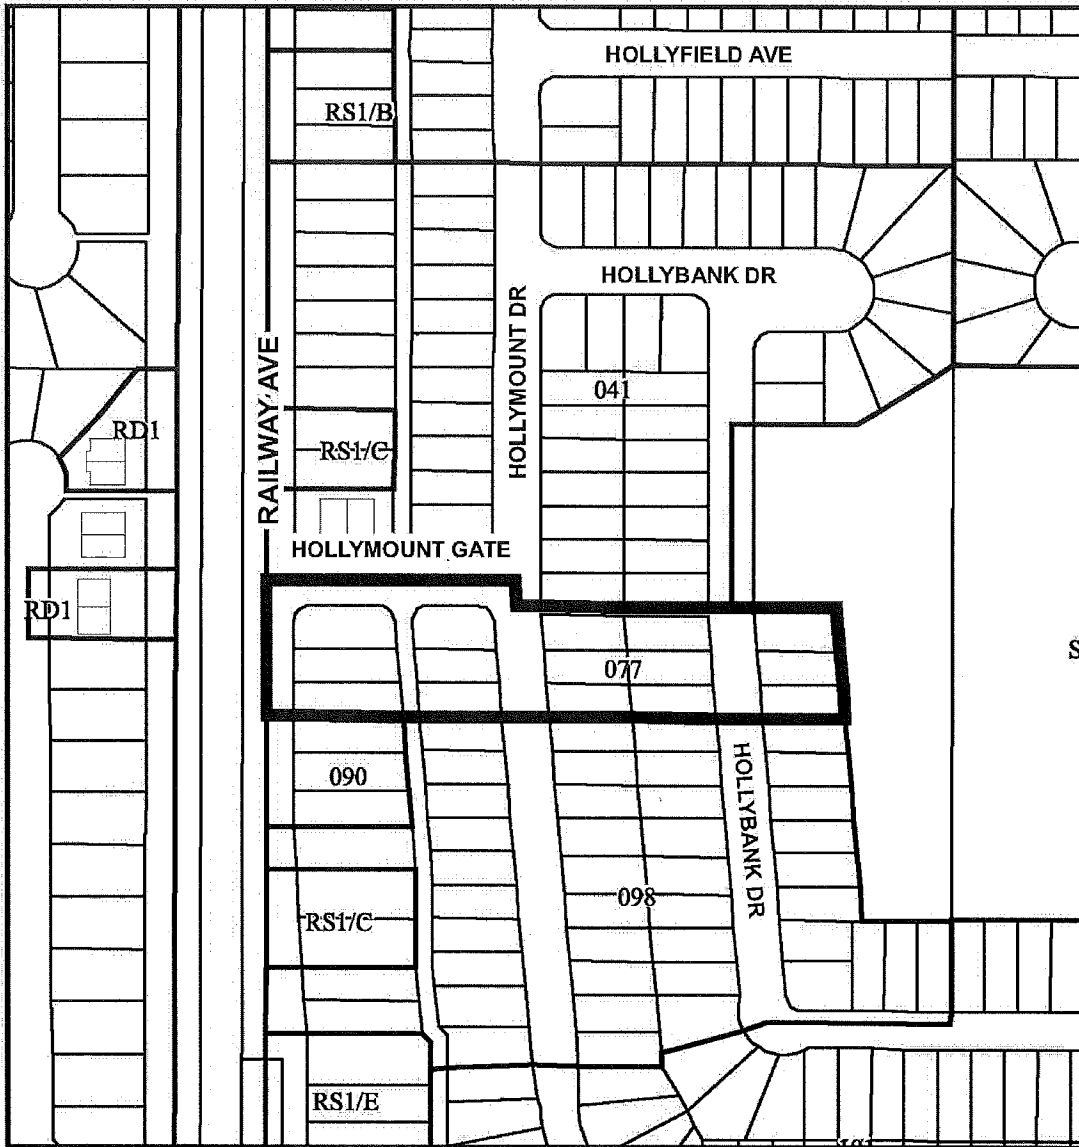 HOLLYFIELD AVE
RS1/B
HOLLYBANK DR
HOLLYMOUNT DR
RAILWAY AVE
041
RD1
RS1/C
HOLLYMOUNT GATE
RD1
077
S
090
HOLLYBANK DR
098
RS1/C
RS1/E